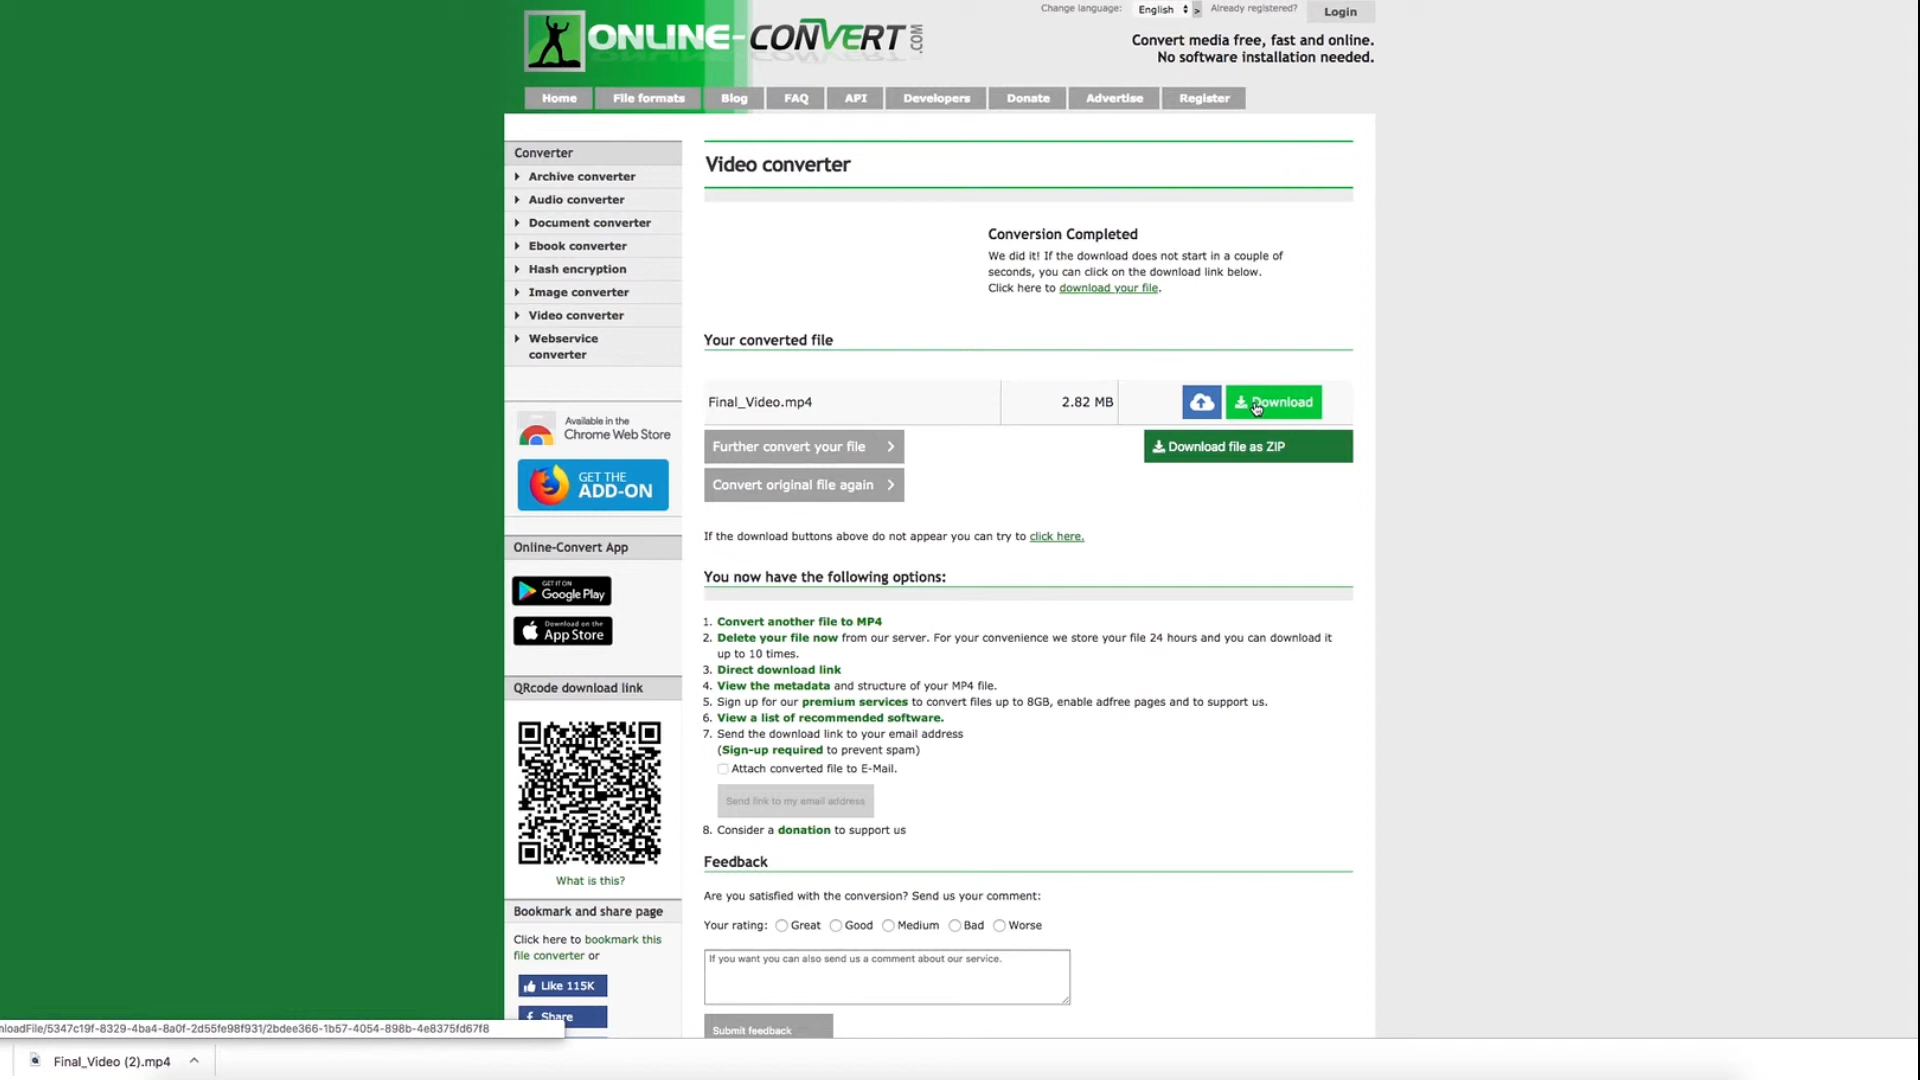 Change language: English > Already registered? Login
ONLINE-CONVERT.COM
Convert media free, fast and online.
No software installation needed.
Home File formats Blog FAQ API Developers Donate Advertise Register
Converter
Archive converter
Audio converter
Document converter
Ebook converter
Hash encryption
Image converter
Video converter
Webservice
converter
Available in the
Chrome Web Store
GET THE
ADD-ON
Online-Convert App
GET IT ON
Google Play
Download on the
App Store
QRcode download link
What is this?
Bookmark and share page
Click here to bookmark this
file converter or
Like 115K
Share
Video converter
Conversion Completed
We did it! If the download does not start in a couple of
seconds, you can click on the download link below.
Click here to download your file.
Your converted file
Final_Video.mp4 2.82 MB Download
Further convert your file Download file as ZIP
Convert original file again
If the download buttons above do not appear you can try to click here.
You now have the following options:
1. Convert another file to MP4
2. Delete your file now from our server. For your convenience we store your file 24 hours and you can download it
up to 10 times.
3. Direct download link
4. View the metadata and structure of your MP4 file.
5. Sign up for our premium services to convert files up to 8GB, enable adfree pages and to support us.
6. View a list of recommended software.
7. Send the download link to your email address
(Sign-up required to prevent spam)
Attach converted file to E-Mail.
Send link to my email address
8. Consider a donation to support us
Feedback
Are you satisfied with the conversion? Send us your comment:
Your rating: Great Good Medium Bad Worse
If you want you can also send us a comment about our service.
Submit feedback
nloadFile/5347c19f-8329-4ba4-8a0f-2d55fe98f931/2bdee366-1b57-4054-898b-4e8375fd67f8
Final_Video (2).mp4